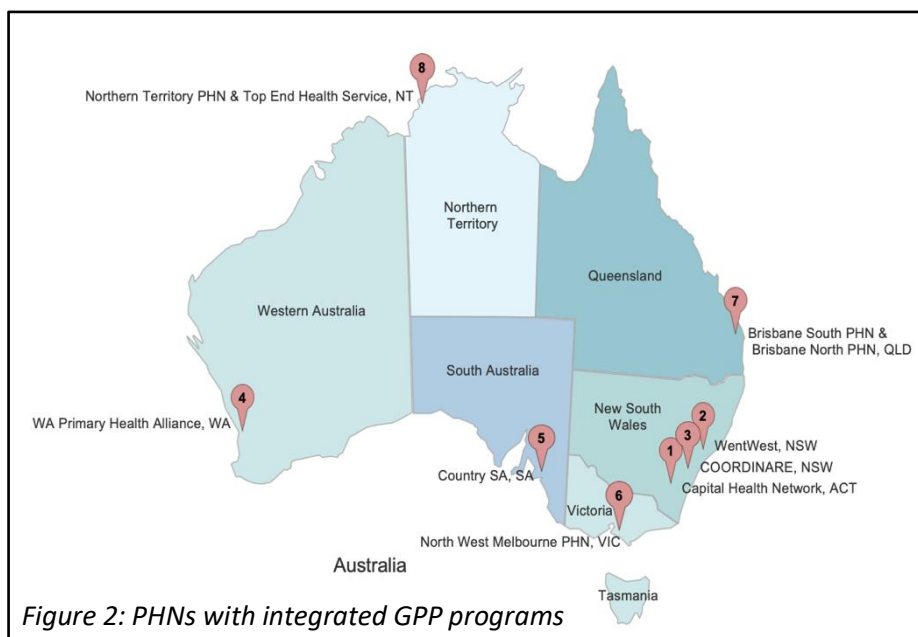 8
Northern Territory PHN & Top End Health Service, NT
Northern
Territory
Queensland
7
Western Australia
Brisbane South PHN &
Brisbane North PHN, QLD
South Australia
4
New South
Wales
2
WA Primary Health Alliance, WA
5
3
1
WentWest, NSW
COORDINARE, NSW
Country SA, SA
Capital Health Network, ACT
6
Victoria
North West Melbourne PHN, VIC
Australia
Tasmania
Figure 2: PHNs with integrated GPP programs